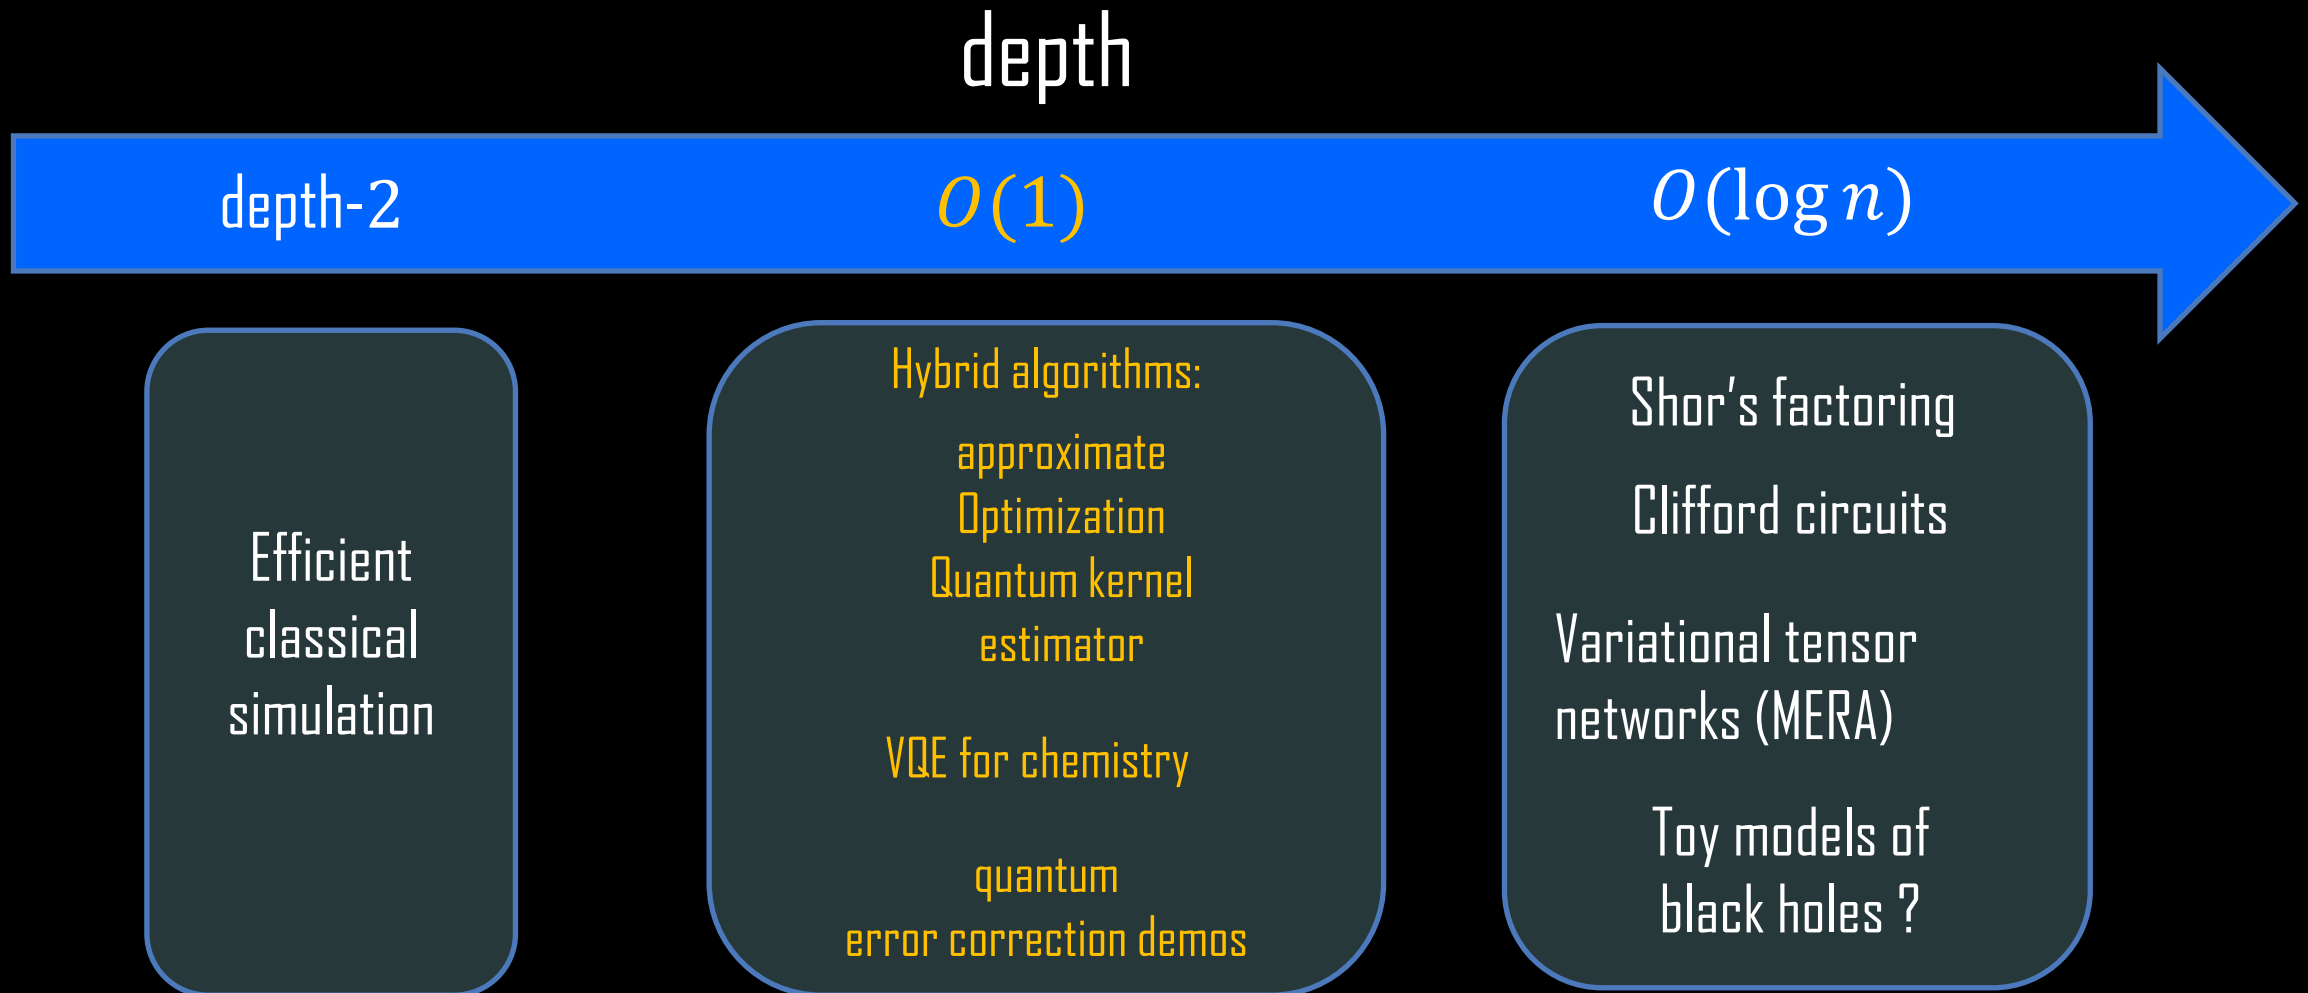 depth
depth-2
O(1)
O(log n)
Efficient
classical
simulation
Hybrid algorithms:
approximate
Optimization
Quantum kernel
estimator
VQE for chemistry
quantum
error correction demos
Shor’s factoring
Clifford circuits
Variational tensor
networks (MERA)
Toy models of
black holes ?